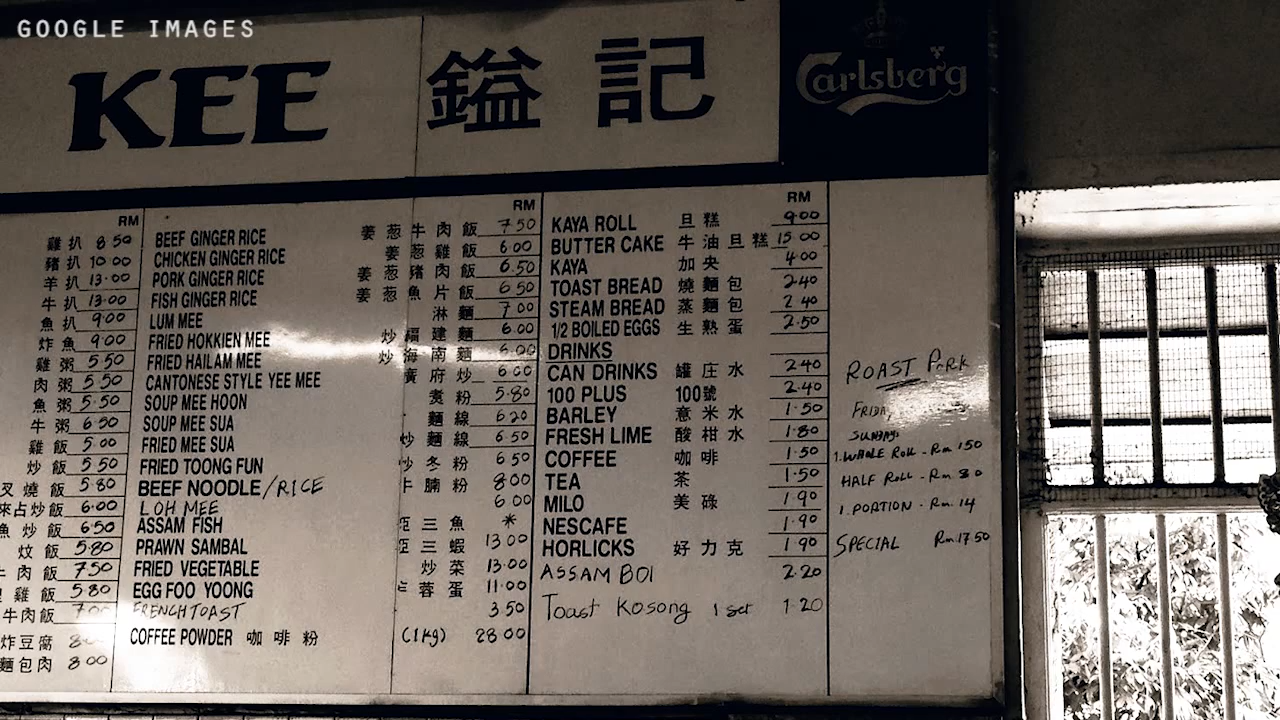 GOOGLE IMAGES
KEE 鎰記 Carlsberg
RM
雞扒 8.50
豬扒 10.00
羊扒 13.00
牛扒 13.00
魚扒 9.00
炸魚 9.00
雞粥 5.50
肉粥 5.50
魚粥 5.50
牛粥 6.50
雞飯 5.00
炒飯 5.50
叉燒飯 5.80
來占炒飯 6.00
魚炒飯 6.50
炆飯 5.80
牛肉飯 7.50
雞飯 5.80
牛肉飯
炸豆腐
麵包肉 8.00
RM
BEEF GINGER RICE 姜葱牛肉飯 7.50
CHICKEN GINGER RICE 姜葱雞飯 6.00
PORK GINGER RICE 姜葱豬肉飯 6.50
FISH GINGER RICE 姜葱魚片飯 6.50
LUM MEE 淋麵 7.00
FRIED HOKKIEN MEE 炒福建麵 6.00
FRIED HAILAM MEE 炒海南麵 6.00
CANTONESE STYLE YEE MEE 廣府炒 6.00
SOUP MEE HOON 煮粉 5.80
SOUP MEE SUA 麵線 6.20
FRIED MEE SUA 炒麵線 6.50
FRIED TOONG FUN 炒冬粉 6.50
BEEF NOODLE/RICE 牛腩粉 8.00
LOH MEE 6.00
ASSAM FISH 三魚 *
PRAWN SAMBAL 三蝦 13.00
FRIED VEGETABLE 炒菜 13.00
EGG FOO YOONG 蓉蛋 11.00
FRENCH TOAST 3.50
COFFEE POWDER 咖啡粉 (1kg) 28.00
RM
KAYA ROLL 旦糕 9.00
BUTTER CAKE 牛油旦糕 15.00
KAYA 加央 4.00
TOAST BREAD 燒麵包 2.40
STEAM BREAD 蒸麵包 2.40
1/2 BOILED EGGS 生熟蛋 2.50
DRINKS
CAN DRINKS 罐庄水 2.40
100 PLUS 100號 2.40
BARLEY 意米水 1.50
FRESH LIME 酸柑水 1.80
COFFEE 咖啡 1.50
TEA 茶 1.50
MILO 美碌 1.90
NESCAFE 1.90
HORLICKS 好力克 1.90
ASSAM BOI 2.20
Toast Kosong 1 set 1.20
ROAST PORK
FRIDAY
SUNDAY
1. WHOLE ROLL - Rm 150
HALF ROLL - Rm 80
1. PORTION - Rm 14
SPECIAL Rm 17.50